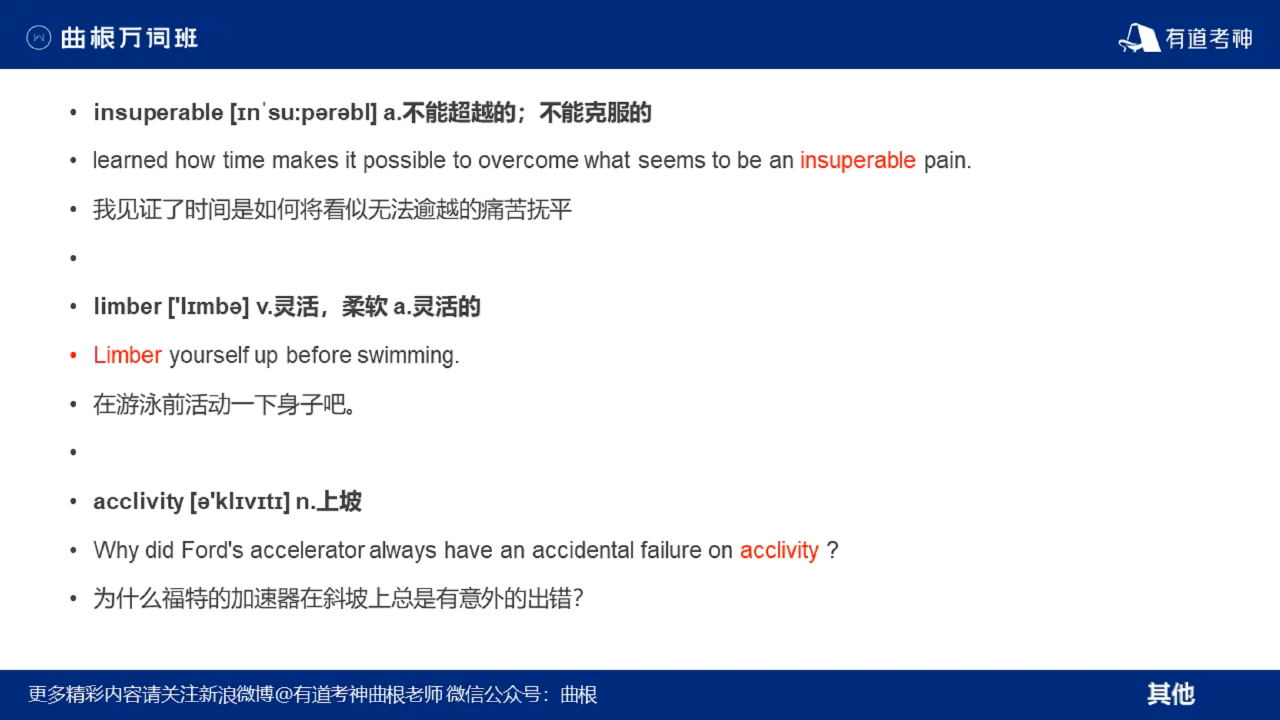 曲根万词班
有道考神
• insuperable [ɪnˈsu:pərəbl] a.不能超越的；不能克服的
• learned how time makes it possible to overcome what seems to be an insuperable pain.
• 我见证了时间是如何将看似无法逾越的痛苦抚平
•
• limber ['lɪmbə] v.灵活，柔软 a.灵活的
• Limber yourself up before swimming.
• 在游泳前活动一下身子吧。
•
• acclivity [ə'klɪvɪtɪ] n.上坡
• Why did Ford's accelerator always have an accidental failure on acclivity ?
• 为什么福特的加速器在斜坡上总是有意外的出错?
更多精彩内容请关注新浪微博@有道考神曲根老师 微信公众号：曲根
其他